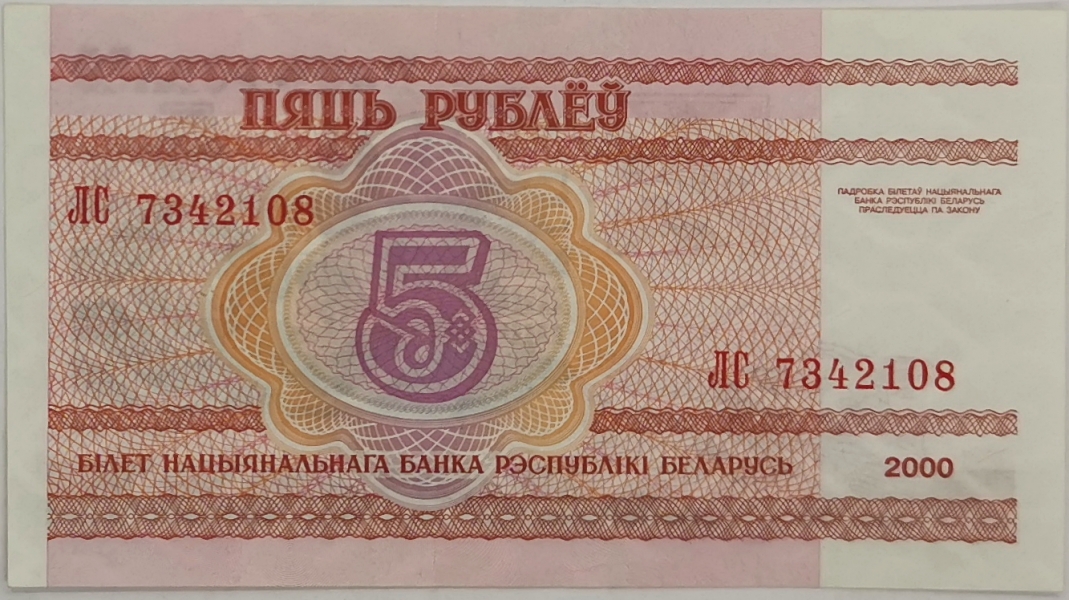 ПЯЦЬ РУБЛЁЎ
ЛС 7342108
ПАДРОБКА БІЛЕТАЎ НАЦЫЯНАЛЬНАГА
БАНКА РЭСПУБЛІКІ БЕЛАРУСЬ
ПРАСЛЕДУЕЦЦА ПА ЗАКОНУ
5
ЛС 7342108
БІЛЕТ НАЦЫЯНАЛЬНАГА БАНКА РЭСПУБЛІКІ БЕЛАРУСЬ 2000